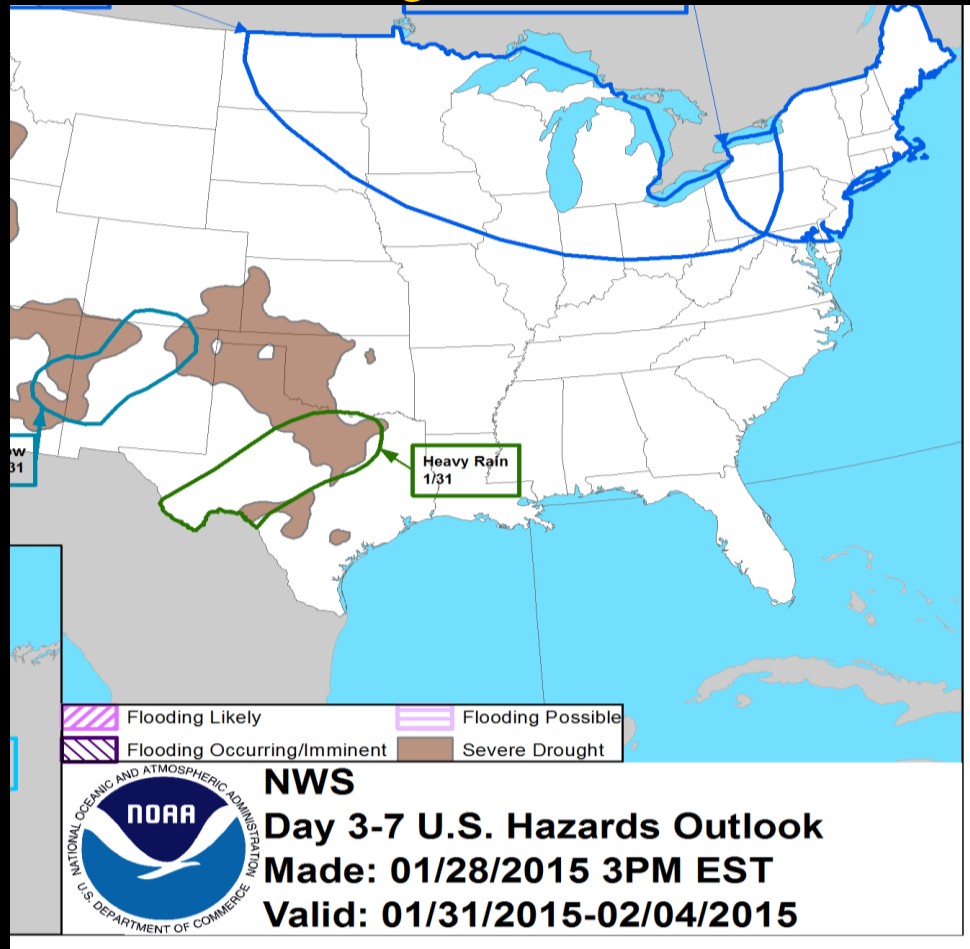 Heavy Rain
1/31
31
Flooding Likely
Flooding Possible
Flooding Occurring/Imminent
Severe Drought
NATIONAL OCEANIC AND ATMOSPHERIC ADMINISTRATION
NOAA
U.S. DEPARTMENT OF COMMERCE
NWS
Day 3-7 U.S. Hazards Outlook
Made: 01/28/2015 3PM EST
Valid: 01/31/2015-02/04/2015